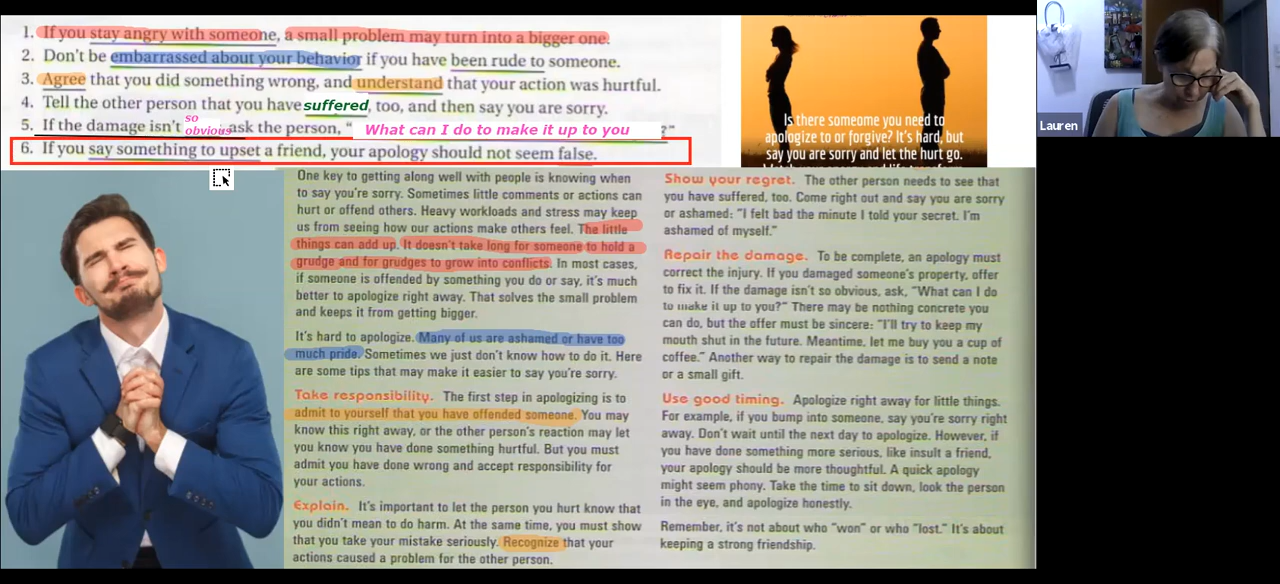 1. If you stay angry with someone, a small problem may turn into a bigger one.
2. Don't be embarrassed about your behavior if you have been rude to someone.
3. Agree that you did something wrong, and understand that your action was hurtful.
4. Tell the other person that you have suffered, too, and then say you are sorry.
5. If the damage isn't so obvious ask the person, “ What can I do to make it up to you ?”
6. If you say something to upset a friend, your apology should not seem false.
Is there someome you need to
apologize to or forgive? It's hard, but
say you are sorry and let the hurt go.
Lauren
One key to getting along well with people is knowing when
to say you're sorry. Sometimes little comments or actions can
hurt or offend others. Heavy workloads and stress may keep
us from seeing how our actions make others feel. The little
things can add up. It doesn't take long for someone to hold a
grudge and for grudges to grow into conflicts. In most cases,
if someone is offended by something you do or say, it's much
better to apologize right away. That solves the small problem
and keeps it from getting bigger.
It's hard to apologize. Many of us are ashamed or have too
much pride. Sometimes we just don't know how to do it. Here
are some tips that may make it easier to say you're sorry.
Take responsibility. The first step in apologizing is to
admit to yourself that you have offended someone. You may
know this right away, or the other person's reaction may let
you know you have done something hurtful. But you must
admit you have done wrong and accept responsibility for
your actions.
Explain. It's important to let the person you hurt know that
you didn't mean to do harm. At the same time, you must show
that you take your mistake seriously. Recognize that your
actions caused a problem for the other person.
Show your regret. The other person needs to see that
you have suffered, too. Come right out and say you are sorry
or ashamed: “I felt bad the minute I told your secret. I'm
ashamed of myself.”
Repair the damage. To be complete, an apology must
correct the injury. If you damaged someone's property, offer
to fix it. If the damage isn't so obvious, ask, “What can I do
to make it up to you?” There may be nothing concrete you
can do, but the offer must be sincere: “I'll try to keep my
mouth shut in the future. Meantime, let me buy you a cup of
coffee.” Another way to repair the damage is to send a note
or a small gift.
Use good timing. Apologize right away for little things.
For example, if you bump into someone, say you're sorry right
away. Don't wait until the next day to apologize. However, if
you have done something more serious, like insult a friend,
your apology should be more thoughtful. A quick apology
might seem phony. Take the time to sit down, look the person
in the eye, and apologize honestly.
Remember, it's not about who “won” or who “lost.” It's about
keeping a strong friendship.